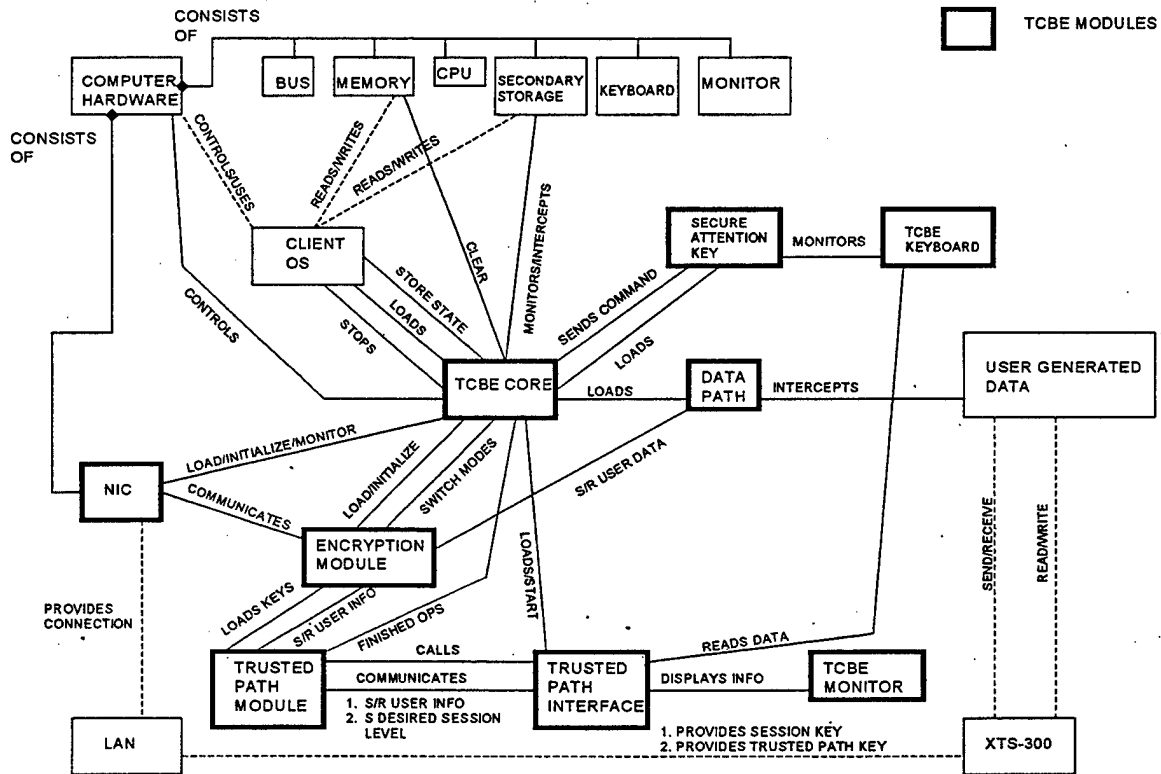 CONSISTS
OF
TCBE MODULES
COMPUTER
HARDWARE
BUS
MEMORY
CPU
SECONDARY
STORAGE
KEYBOARD
MONITOR
CONSISTS
OF
CONTROLS/USES
READS/WRITES
READS/WRITES
CLIENT
OS
CLEAR
MONITORS/INTERCEPTS
SECURE
ATTENTION
KEY
MONITORS
TCBE
KEYBOARD
CONTROLS
STORE STATE
LOADS
STOPS
SENDS COMMAND
LOADS
TCBE CORE
LOADS
DATA
PATH
INTERCEPTS
USER GENERATED
DATA
LOAD/INITIALIZE/MONITOR
NIC
COMMUNICATES
LOAD/INITIALIZE
SWITCH MODES
S/R USER DATA
ENCRYPTION
MODULE
LOADS/START
SEND/RECEIVE
READ/WRITE
PROVIDES
CONNECTION
LOADS KEYS
S/R USER INFO
FINISHED OPS
READS DATA
TRUSTED
PATH
MODULE
CALLS
COMMUNICATES
1. S/R USER INFO
2. S DESIRED SESSION
LEVEL
TRUSTED
PATH
INTERFACE
DISPLAYS INFO
TCBE
MONITOR
LAN
1. PROVIDES SESSION KEY
2. PROVIDES TRUSTED PATH KEY
XTS-300